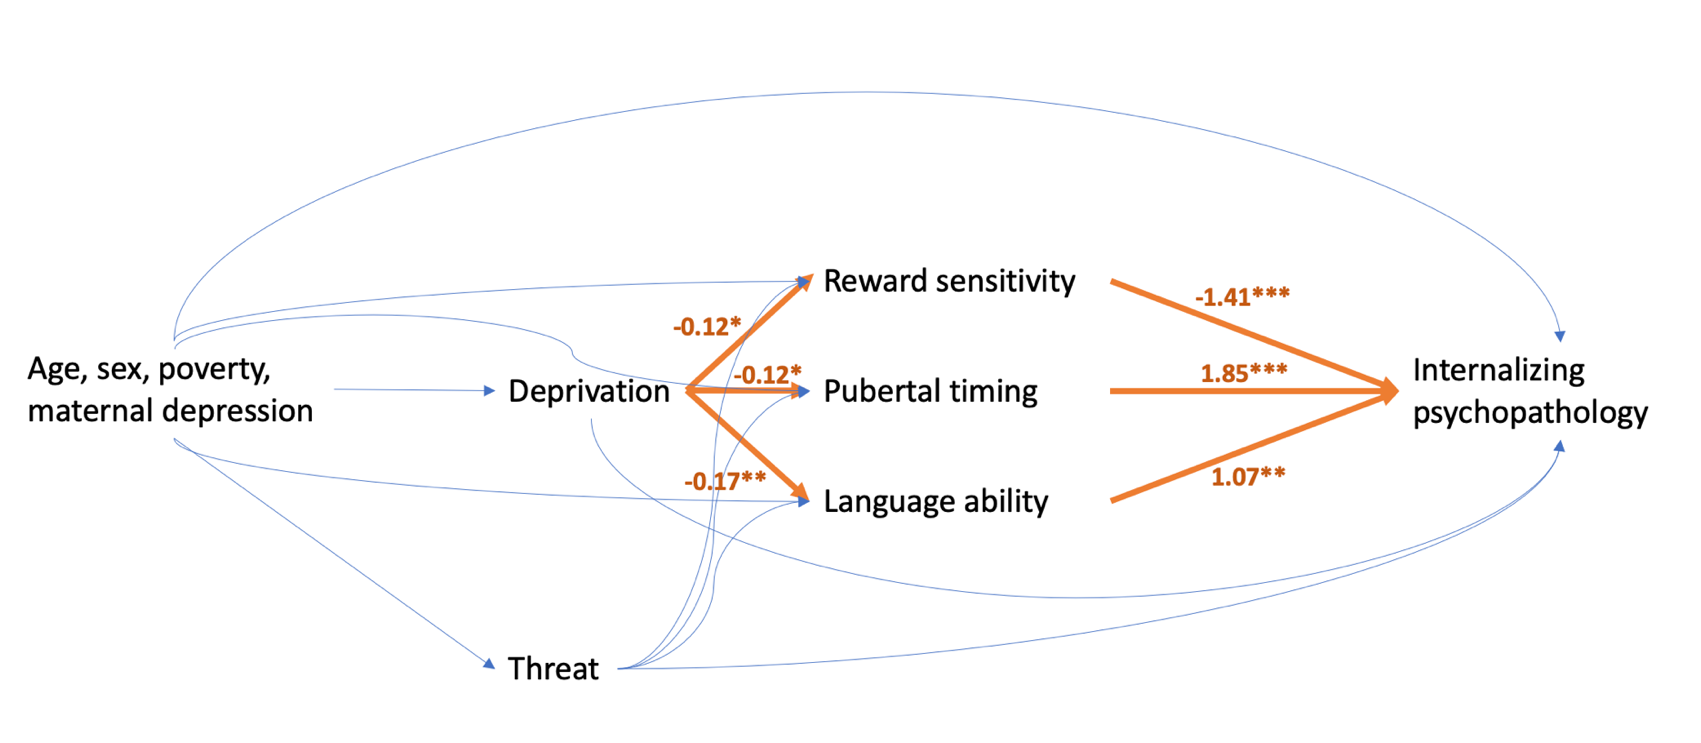 Reward sensitivity
-1.41***
-0.12*
Age, sex, poverty,
maternal depression
Deprivation
-0.12*
Pubertal timing
1.85***
Internalizing
psychopathology
-0.17**
Language ability
1.07**
Threat